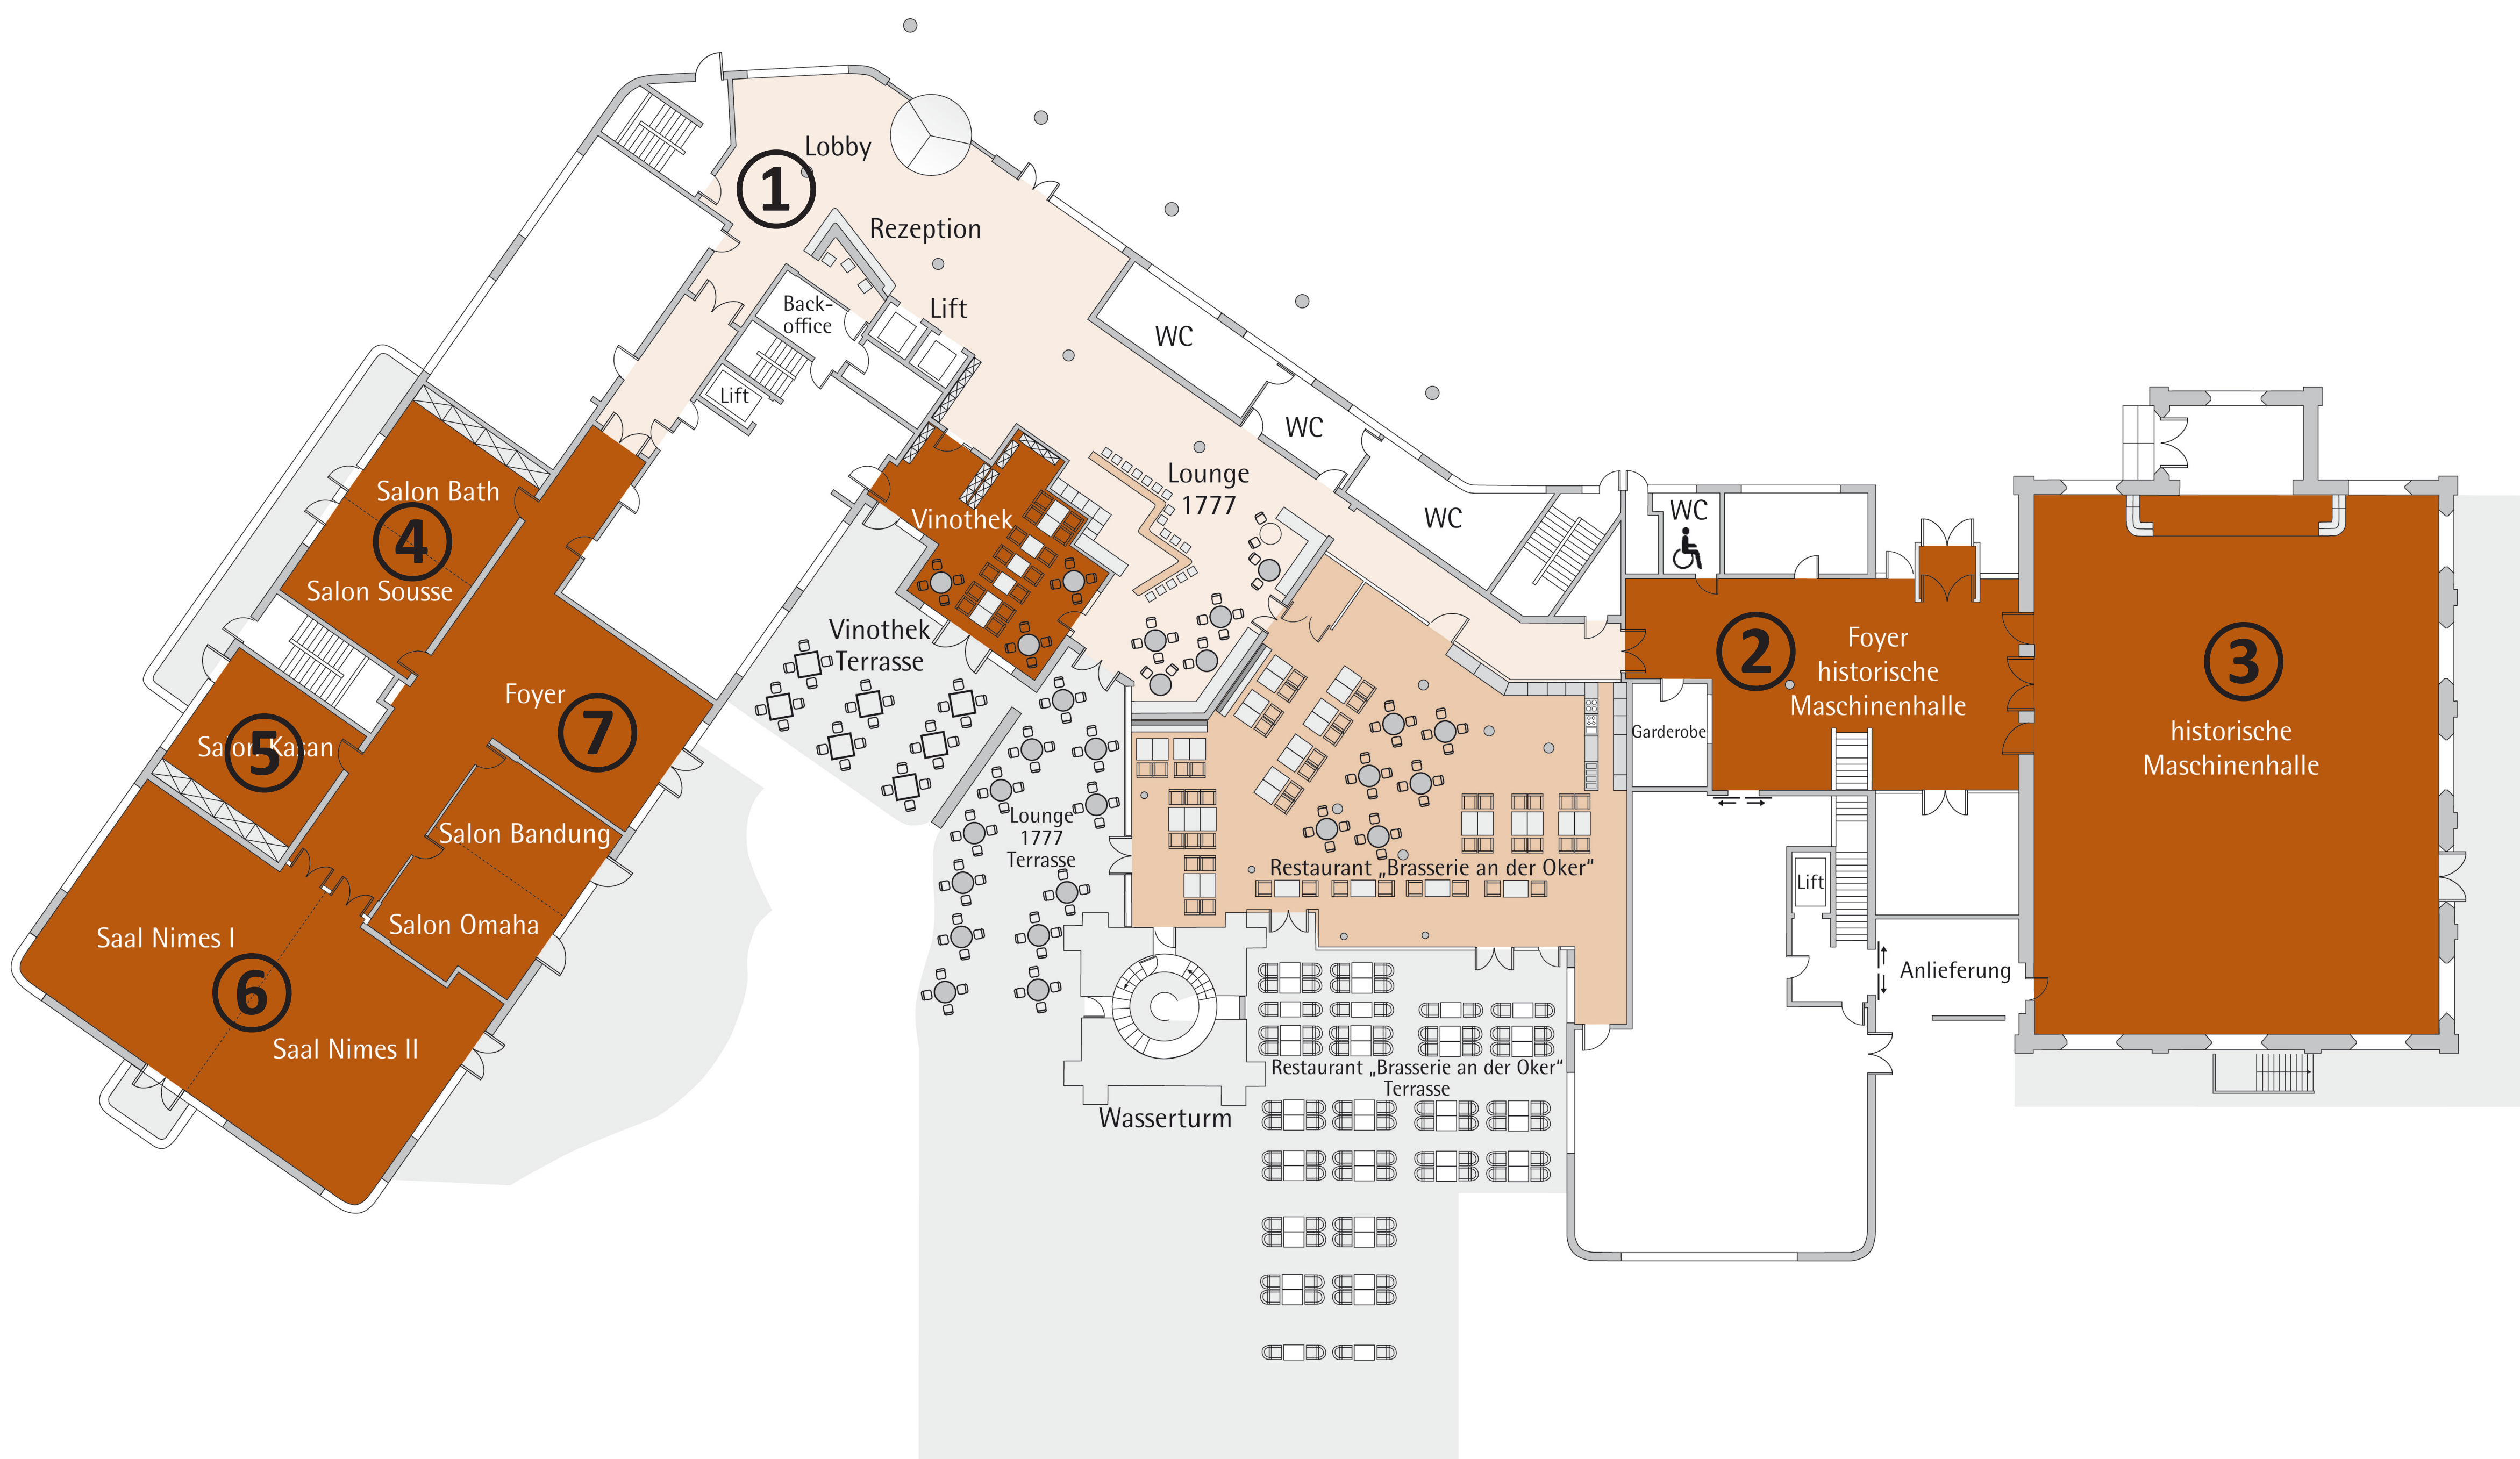 Lobby
1
Rezeption
Lift
Back-
office
Lift
WC
WC
WC
WC
Lounge
1777
Salon Bath
4
Salon Sousse
Vinothek
Vinothek
Terrasse
Foyer
7
Salon Kasan
5
Salon Bandung
Salon Omaha
Saal Nimes I
6
Saal Nimes II
Lounge
1777
Terrasse
Restaurant „Brasserie an der Oker“
Restaurant „Brasserie an der Oker“
Terrasse
Wasserturm
2
Foyer
historische
Maschinenhalle
Garderobe
Lift
Anlieferung
3
historische
Maschinenhalle